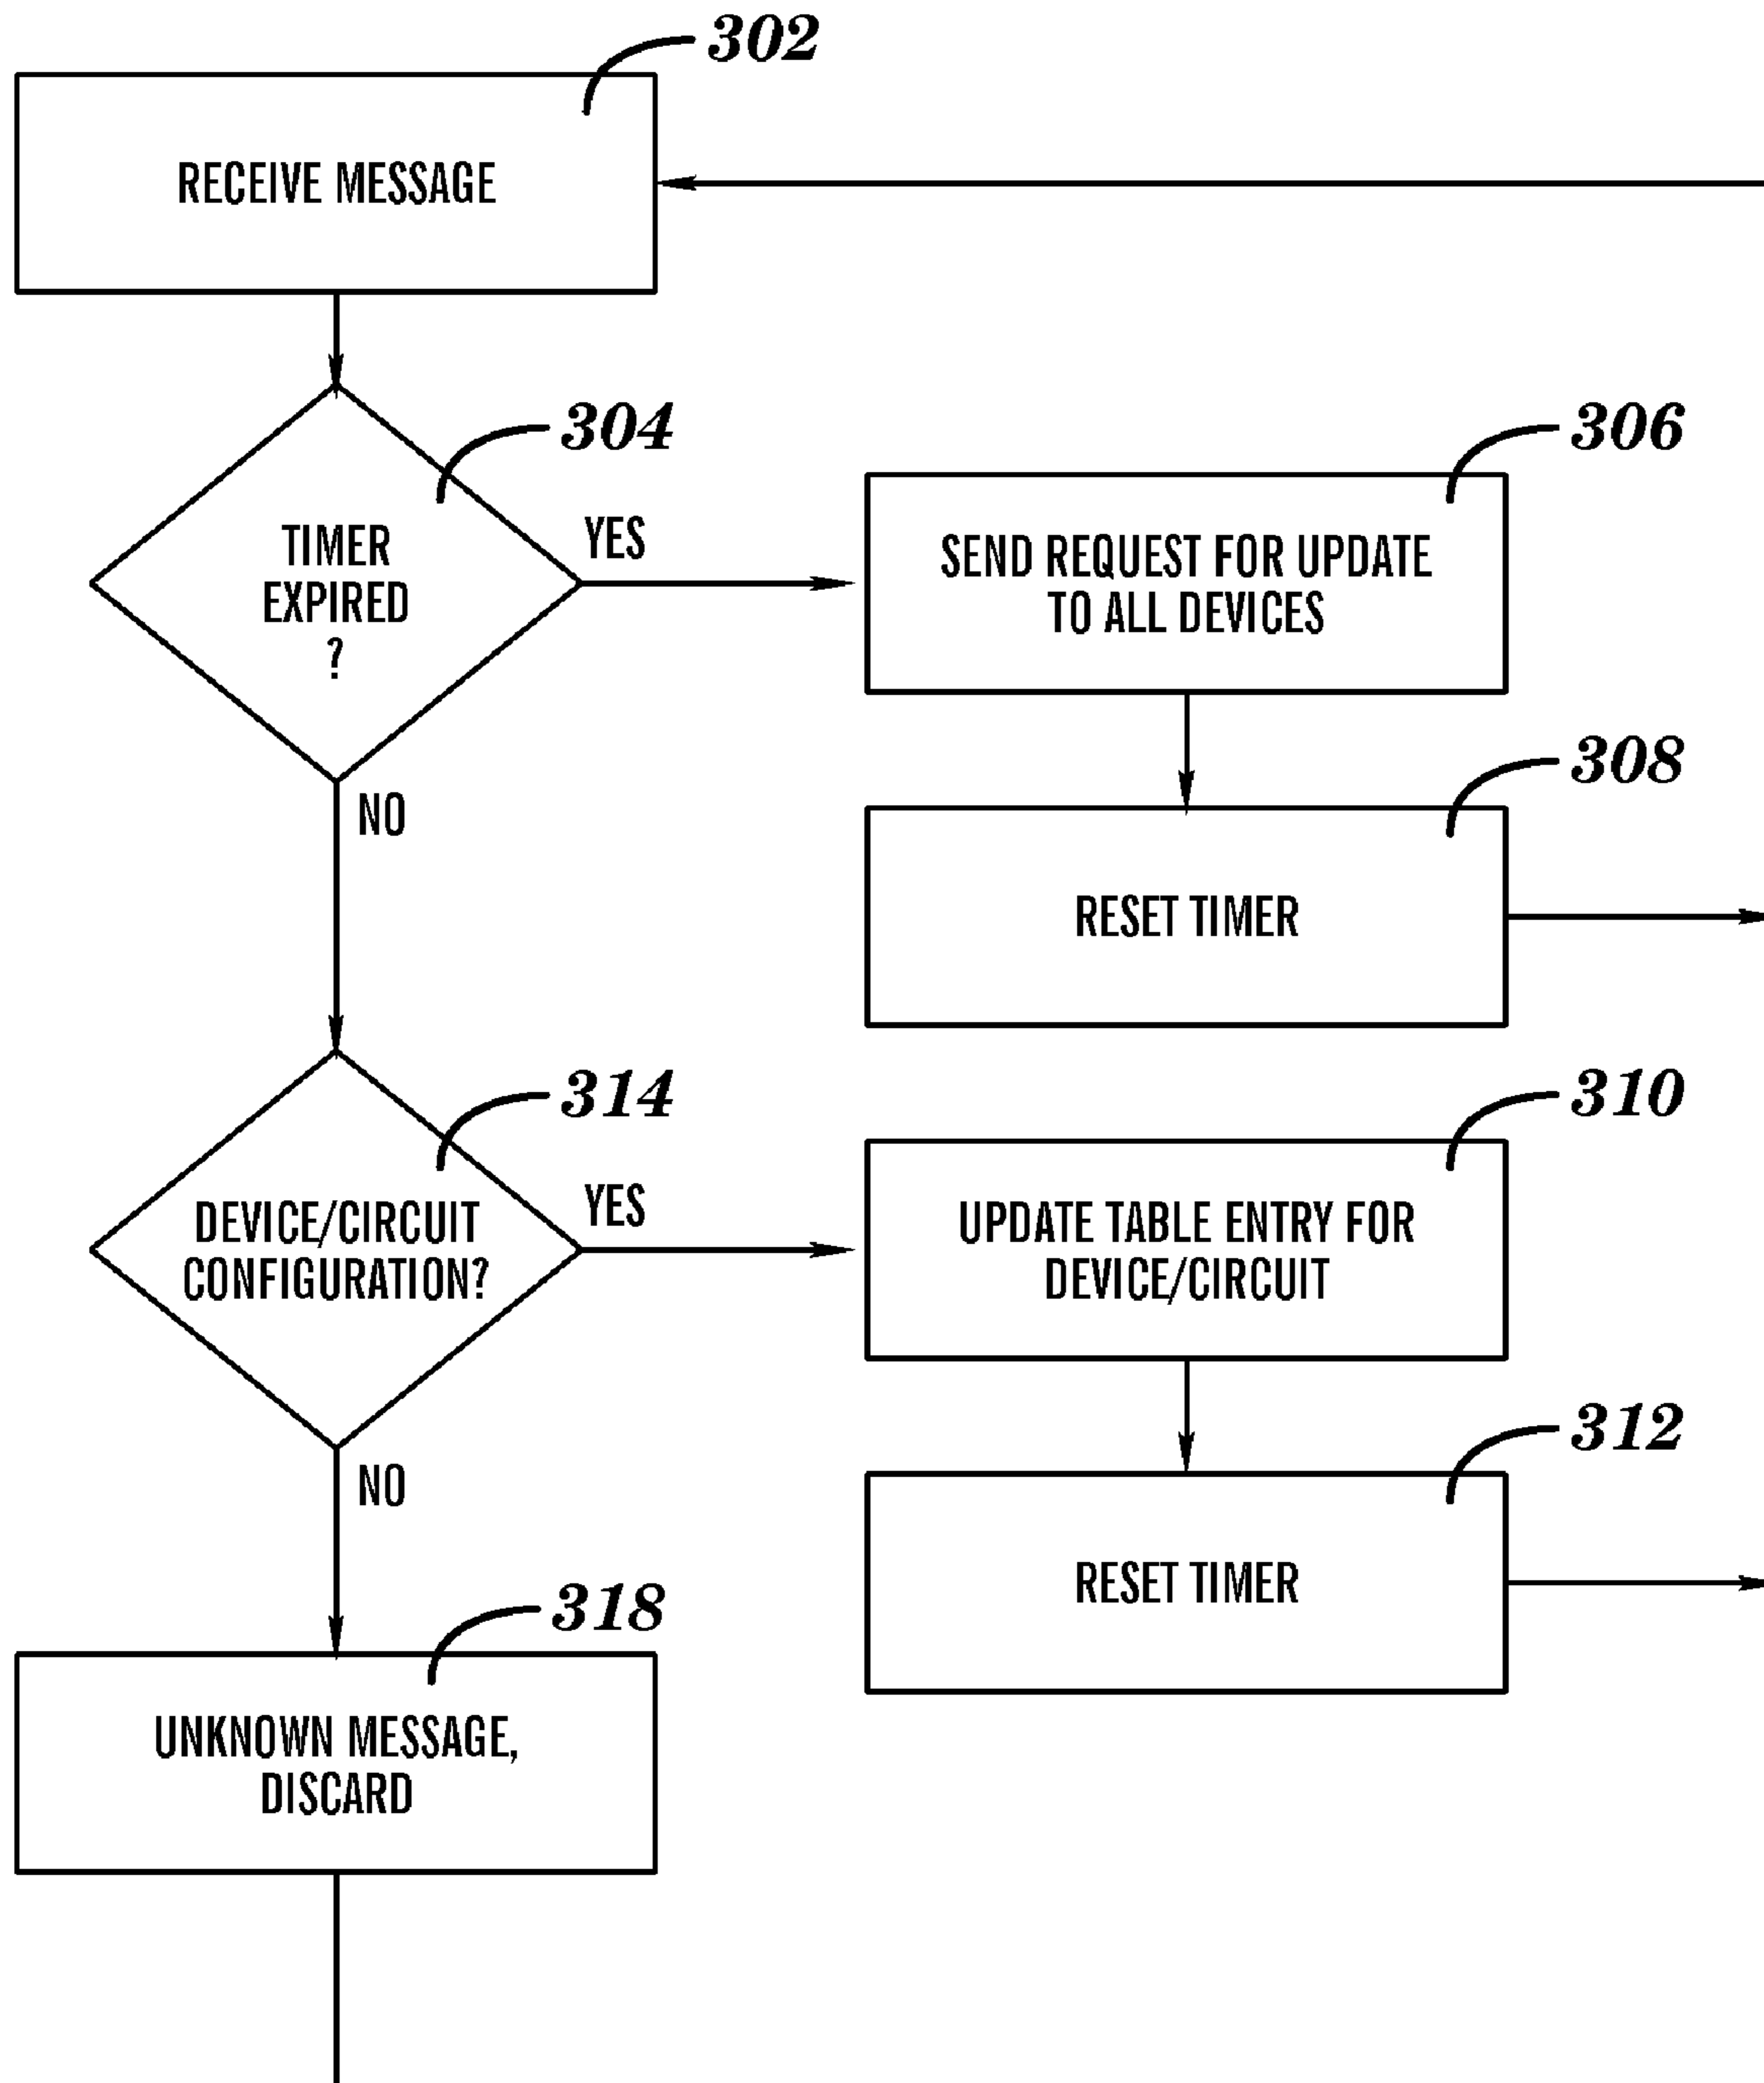 302
RECEIVE MESSAGE
304
TIMER
EXPIRED
?
YES
NO
306
SEND REQUEST FOR UPDATE
TO ALL DEVICES
308
RESET TIMER
314
DEVICE/CIRCUIT
CONFIGURATION?
YES
NO
310
UPDATE TABLE ENTRY FOR
DEVICE/CIRCUIT
312
RESET TIMER
318
UNKNOWN MESSAGE,
DISCARD